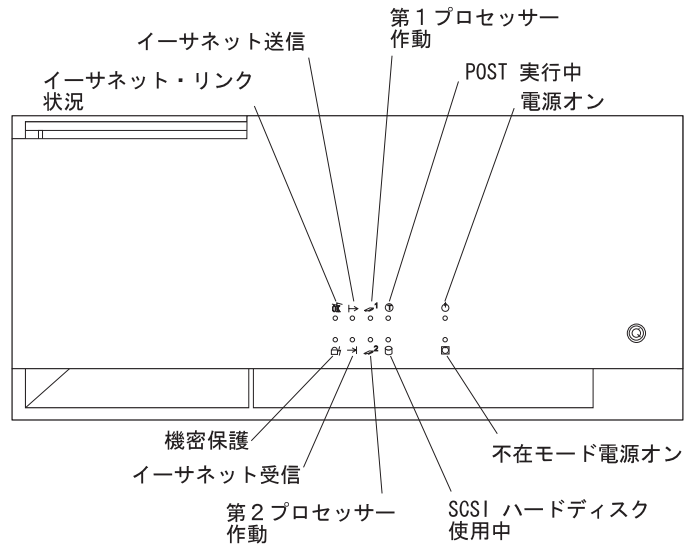 第１プロセッサー
作動
イーサネット送信
POST 実行中
イーサネット・リンク
状況
電源オン
1
2
機密保護
不在モード電源オン
イーサネット受信
第２プロセッサー
作動
SCSI ハードディスク
使用中